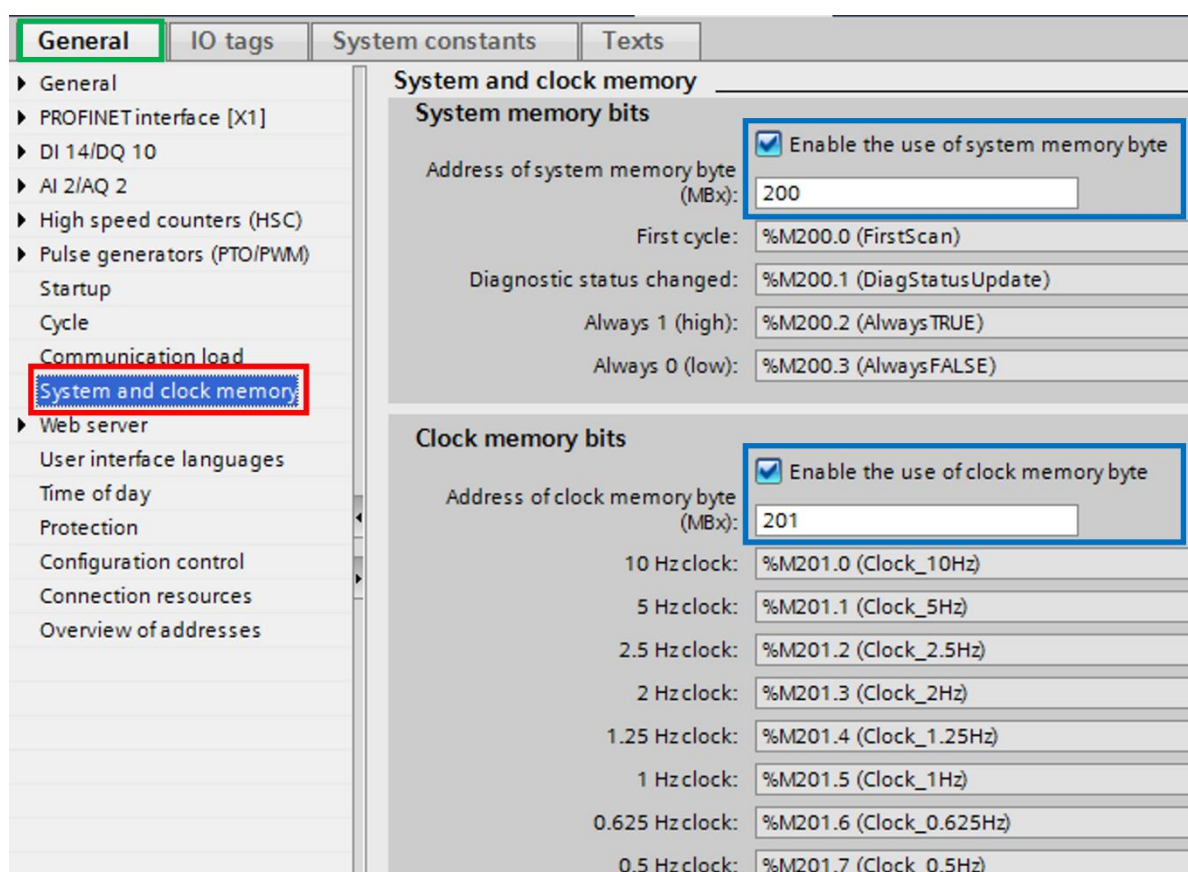 General IO tags System constants Texts
General
PROFINET interface [X1]
DI 14/DQ 10
AI 2/AQ 2
High speed counters (HSC)
Pulse generators (PTO/PWM)
Startup
Cycle
Communication load
System and clock memory
Web server
User interface languages
Time of day
Protection
Configuration control
Connection resources
Overview of addresses
System and clock memory
System memory bits
Enable the use of system memory byte
Address of system memory byte
(MBx): 200
First cycle: %M200.0 (FirstScan)
Diagnostic status changed: %M200.1 (DiagStatusUpdate)
Always 1 (high): %M200.2 (AlwaysTRUE)
Always 0 (low): %M200.3 (AlwaysFALSE)
Clock memory bits
Enable the use of clock memory byte
Address of clock memory byte
(MBx): 201
10 Hz clock: %M201.0 (Clock_10Hz)
5 Hz clock: %M201.1 (Clock_5Hz)
2.5 Hz clock: %M201.2 (Clock_2.5Hz)
2 Hz clock: %M201.3 (Clock_2Hz)
1.25 Hz clock: %M201.4 (Clock_1.25Hz)
1 Hz clock: %M201.5 (Clock_1Hz)
0.625 Hz clock: %M201.6 (Clock_0.625Hz)
0.5 Hz clock: %M201.7 (Clock_0.5Hz)